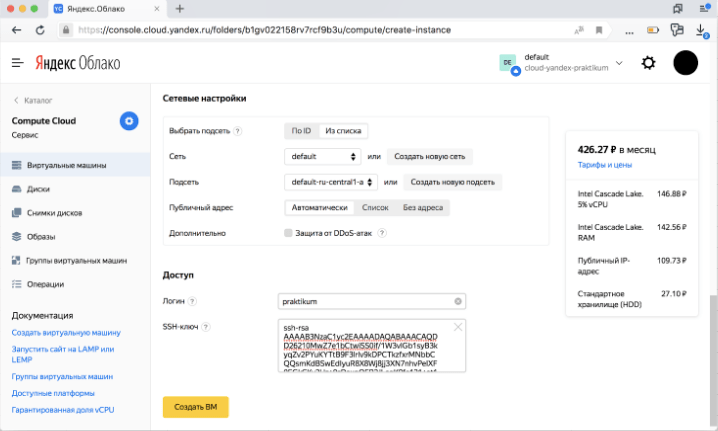 Яндекс.Облако
https://console.cloud.yandex.ru/folders/b1gv022158rv7rcf9b3u/compute/create-instance
Яндекс Облако
DE
default
cloud-yandex-praktikum
Каталог
Compute Cloud
Сервис
Виртуальные машины
Диски
Снимки дисков
Образы
Группы виртуальных машин
Операции
Документация
Создать виртуальную машину
Запустить сайт на LAMP или
LEMP
Группы виртуальных машин
Доступные платформы
Гарантированная доля vCPU
Сетевые настройки
Выбрать подсеть ?
По ID Из списка
Сеть
default или Создать новую сеть
Подсеть
default-ru-central1-a или Создать новую подсеть
Публичный адрес
Автоматически Список Без адреса
Дополнительно
Защита от DDoS-атак ?
Доступ
Логин ?
praktikum
SSH-ключ ?
ssh-rsa
AAAAB3NzaC1yc2EAAAADAQABAAACAQD
D26210MwZ7e1bCtwiS50if/1W3vlGb1syB3k
yqZv2PYuKYTtB9F3Irlv9kDPCTkzfxrMNbbC
QQsmKdBSwEdIyuR8X8Wj8jj3XN7nhvPeIXF
Создать ВМ
426.27 ₽ в месяц
Тарифы и цены
Intel Cascade Lake. 146.88 ₽
5% vCPU
Intel Cascade Lake. 142.56 ₽
RAM
Публичный IP- 109.73 ₽
адрес
Стандартное 27.10 ₽
хранилище (HDD)